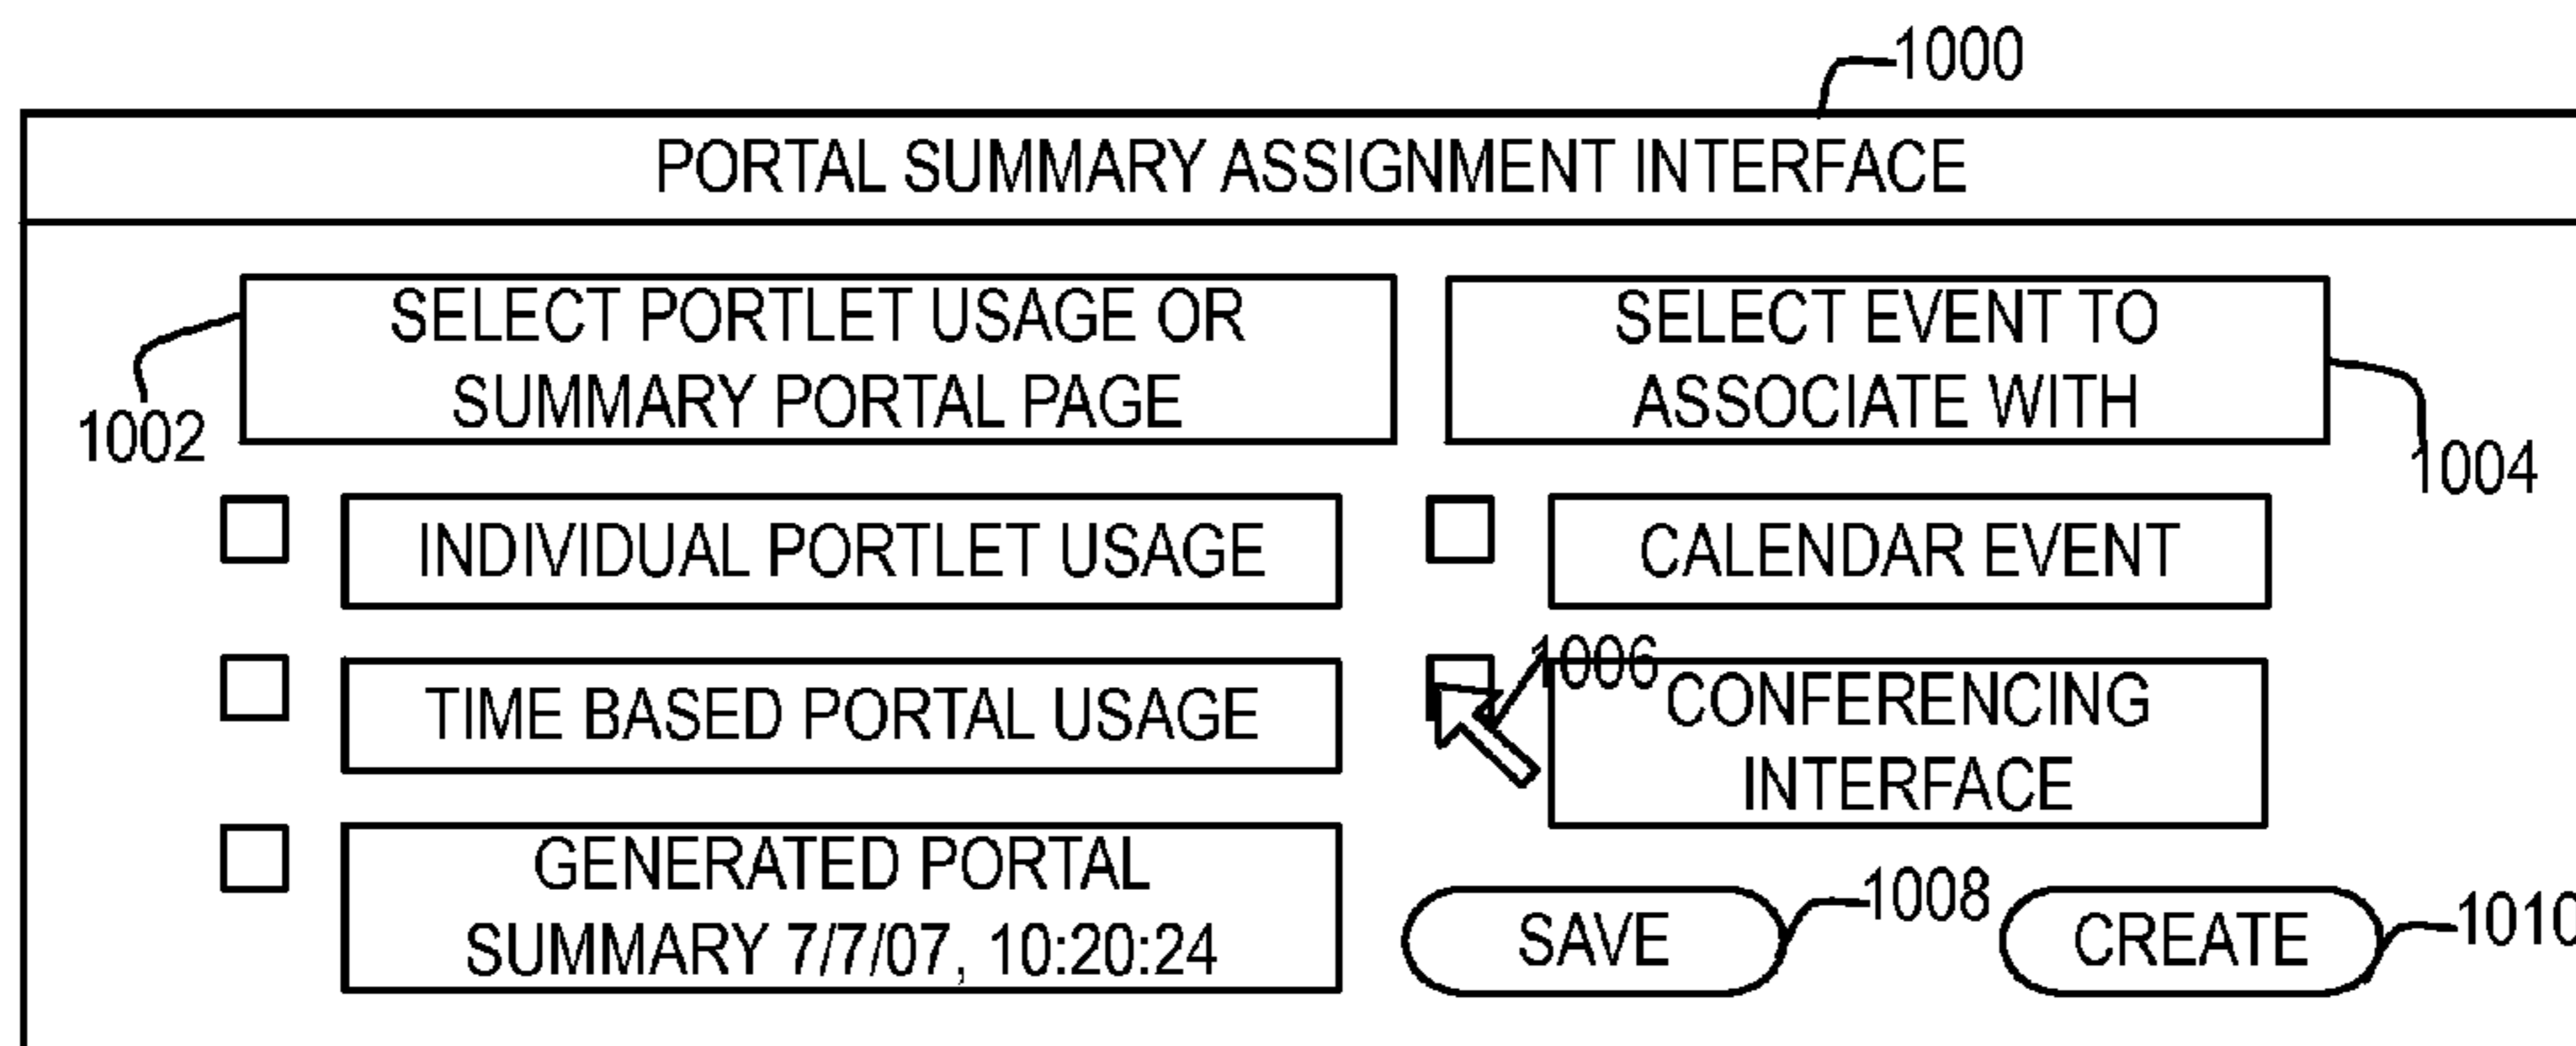 1000
PORTAL SUMMARY ASSIGNMENT INTERFACE
SELECT PORTLET USAGE OR
SUMMARY PORTAL PAGE
1002
SELECT EVENT TO
ASSOCIATE WITH
1004
INDIVIDUAL PORTLET USAGE
CALENDAR EVENT
TIME BASED PORTAL USAGE
1006
CONFERENCING
INTERFACE
GENERATED PORTAL
SUMMARY 7/7/07, 10:20:24
SAVE
1008
CREATE
1010